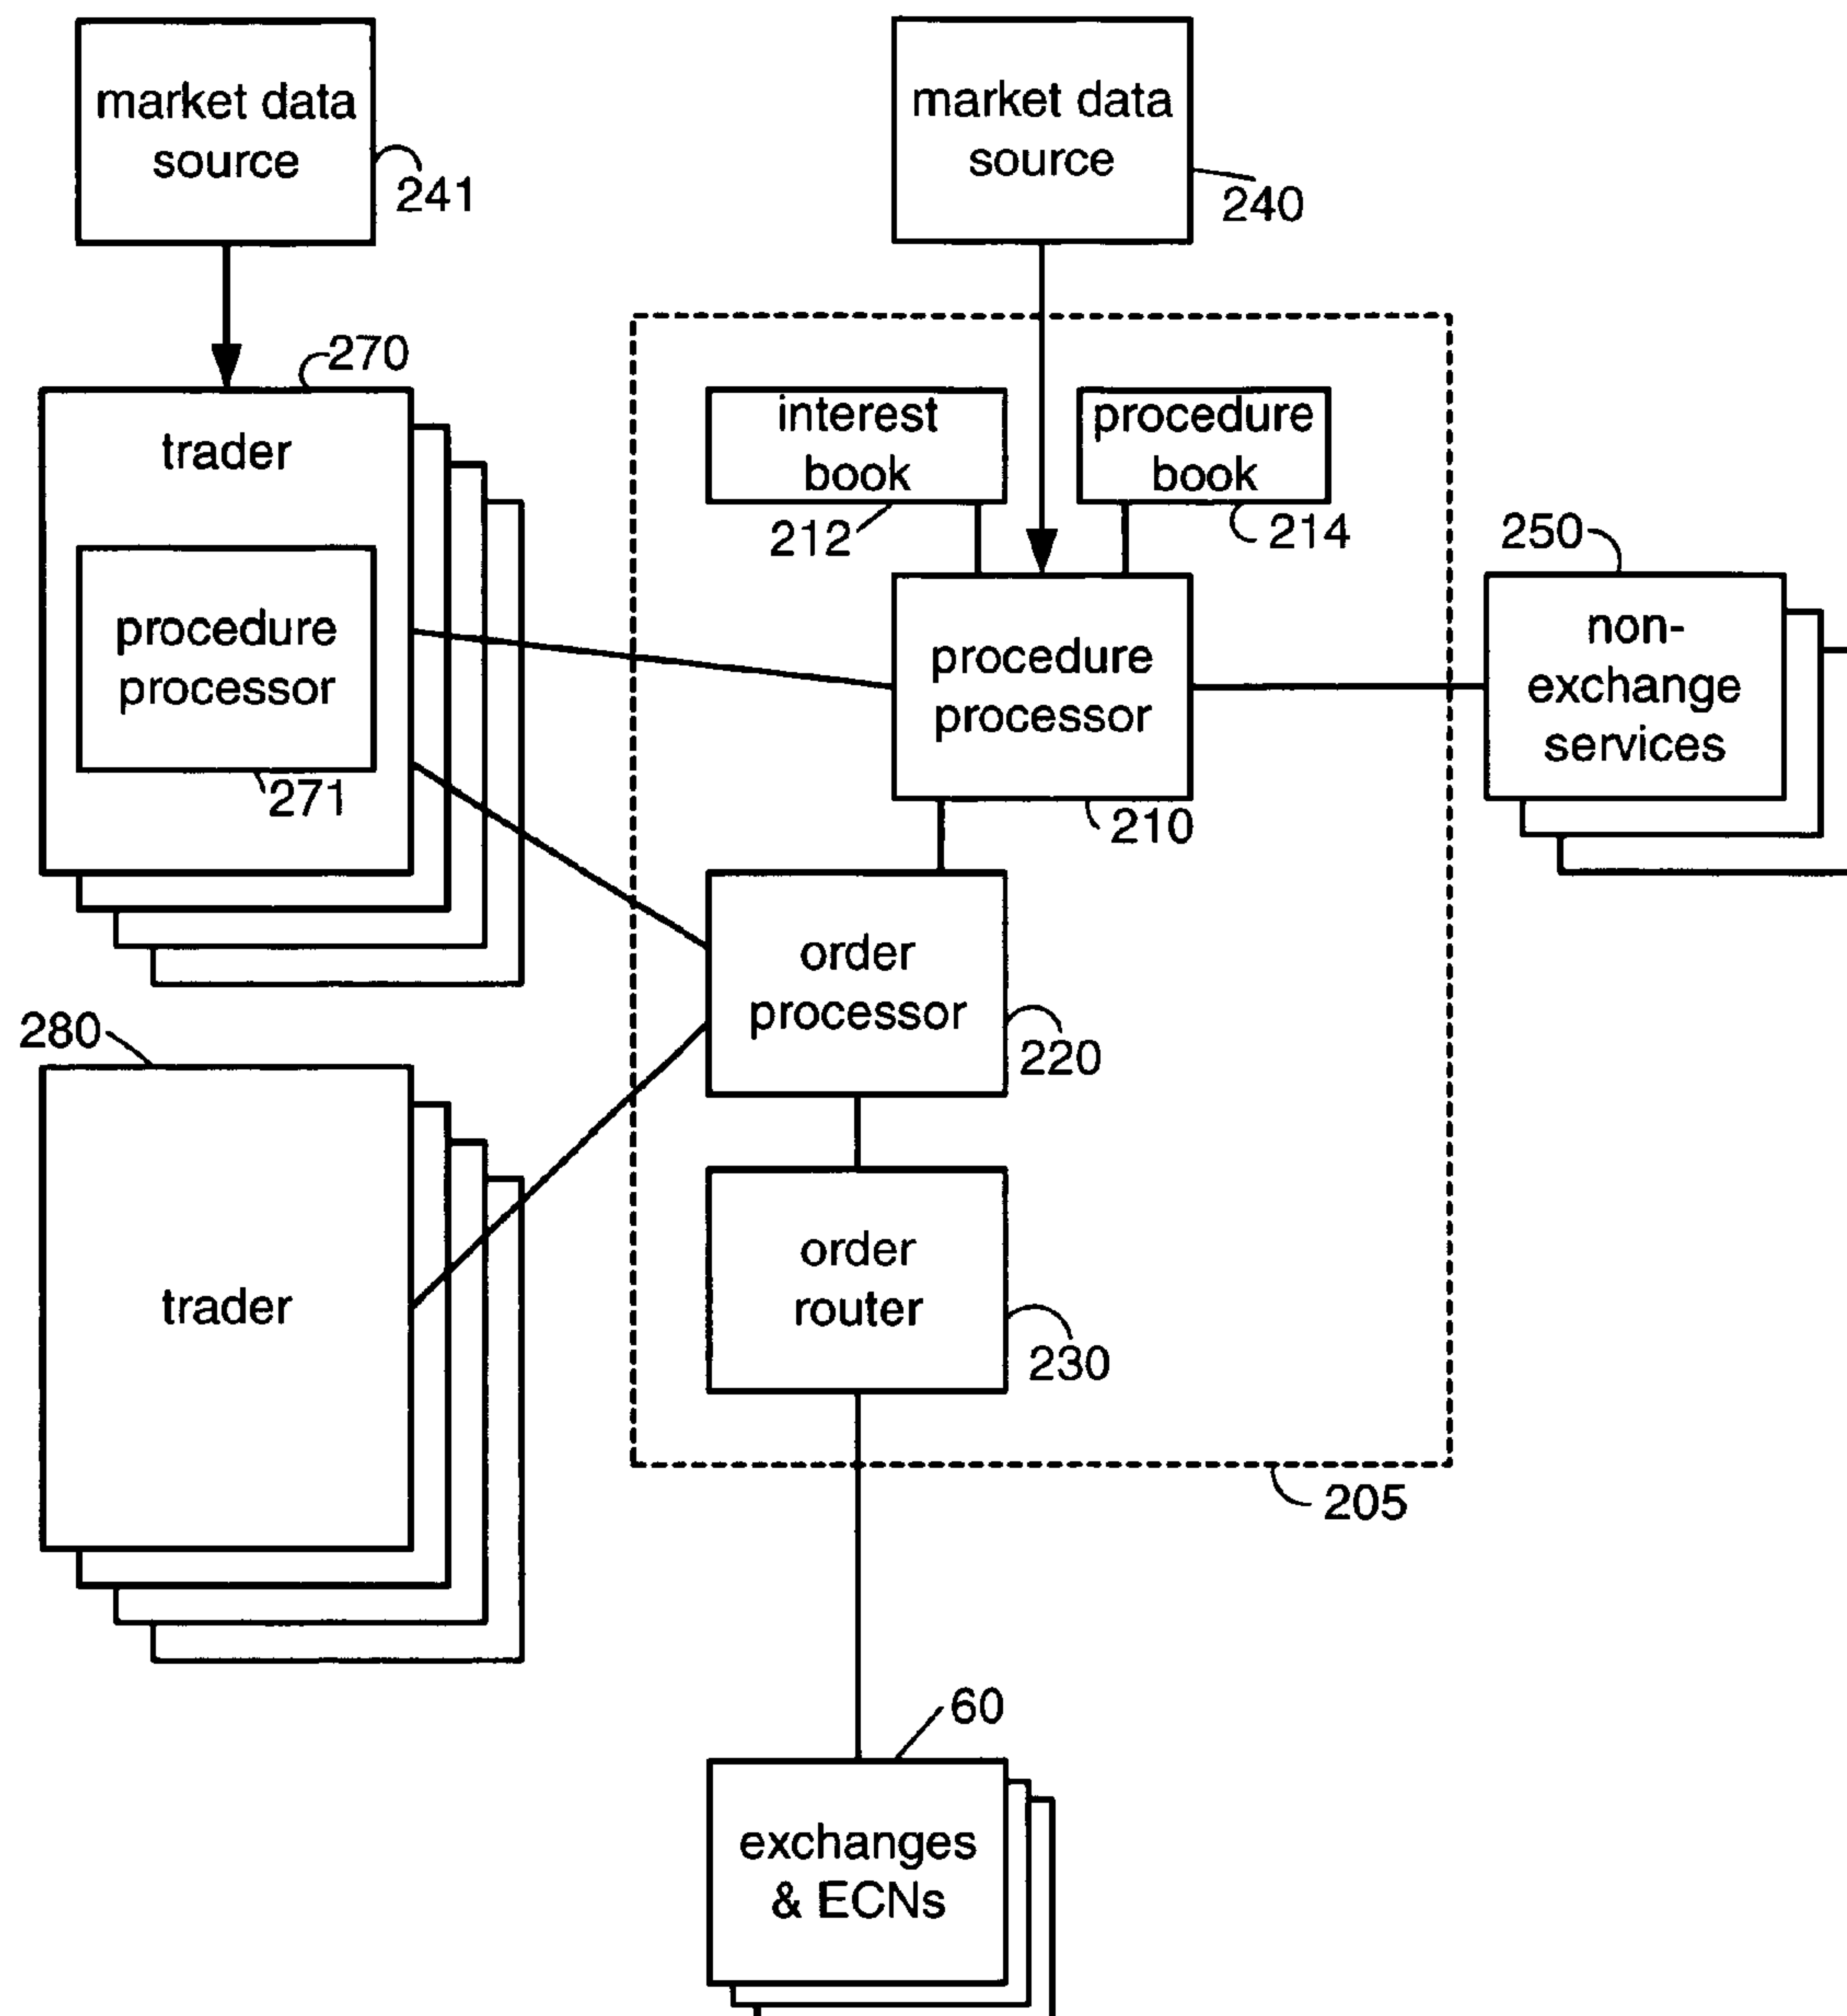 market data
source
241
market data
source
240
270
trader
interest
book
212
procedure
book
214
250
procedure
processor
271
procedure
processor
210
non-
exchange
services
order
processor
220
280
trader
order
router
230
205
60
exchanges
& ECNs